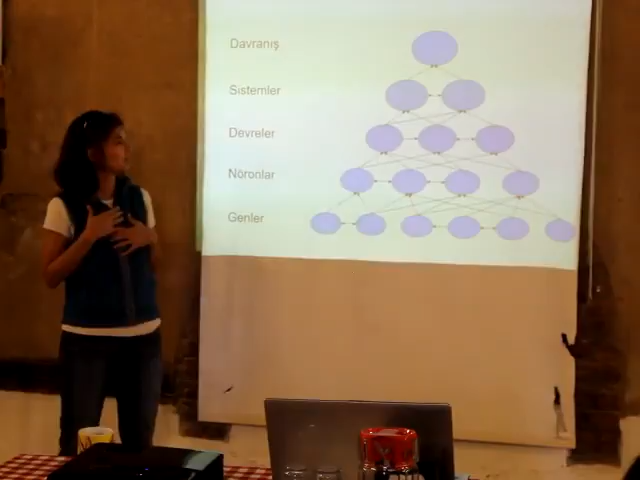 Davranış
Sistemler
Devreler
Nöronlar
Genler